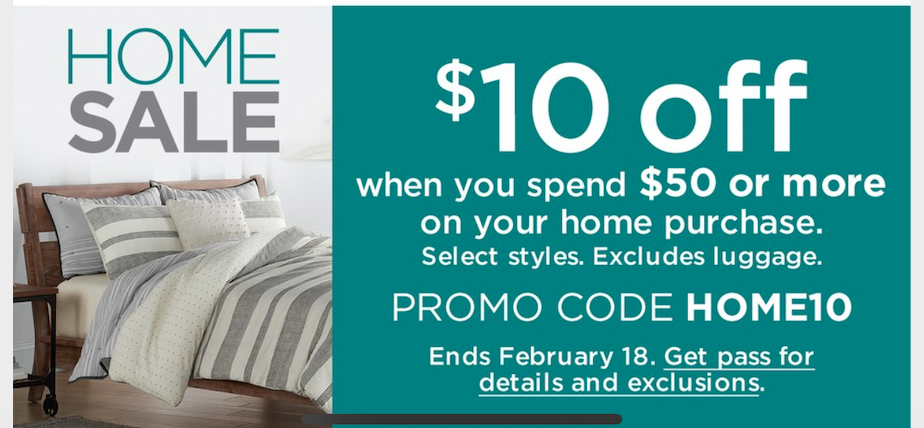 HOME
SALE
$10 off
when you spend $50 or more
on your home purchase.
Select styles. Excludes luggage.
PROMO CODE HOME10
Ends February 18. Get pass for
details and exclusions.